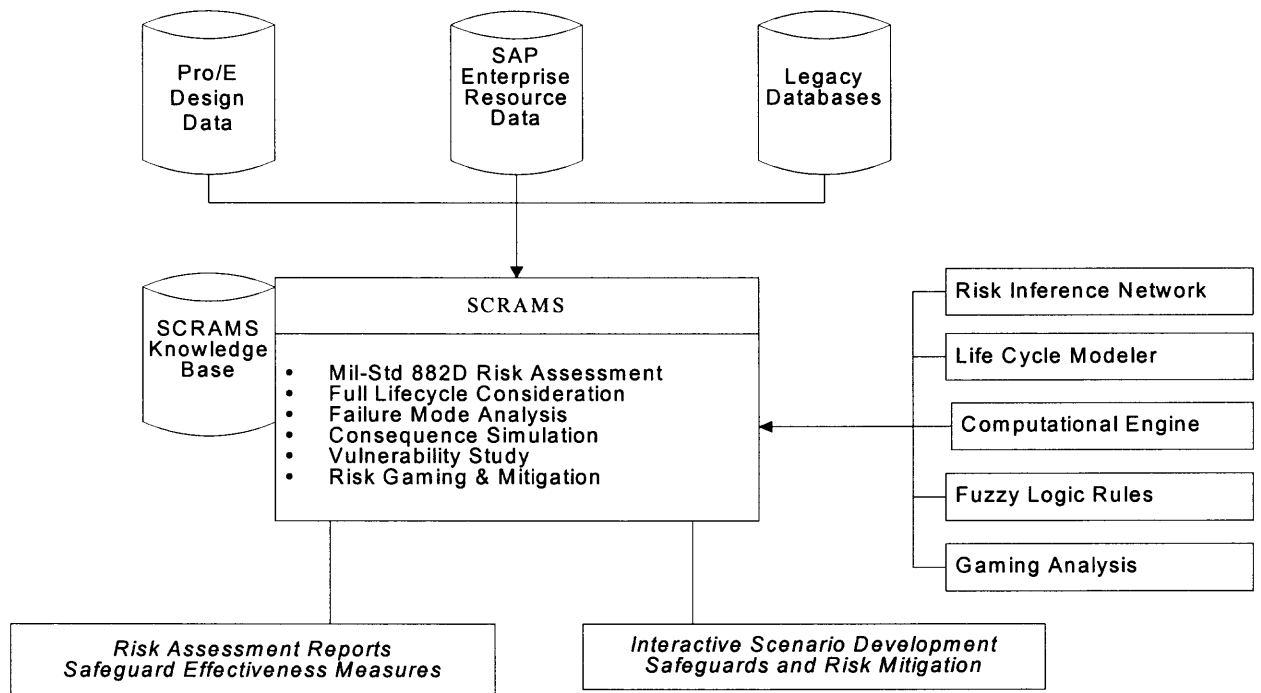 Pro/E
Design
Data
SAP
Enterprise
Resource
Data
Legacy
Databases
SCRAMS
Knowledge
Base
SCRAMS
• Mil-Std 882D Risk Assessment
• Full Lifecycle Consideration
• Failure Mode Analysis
• Consequence Simulation
• Vulnerability Study
• Risk Gaming & Mitigation
Risk Inference Network
Life Cycle Modeler
Computational Engine
Fuzzy Logic Rules
Gaming Analysis
Risk Assessment Reports
Safeguard Effectiveness Measures
Interactive Scenario Development
Safeguards and Risk Mitigation